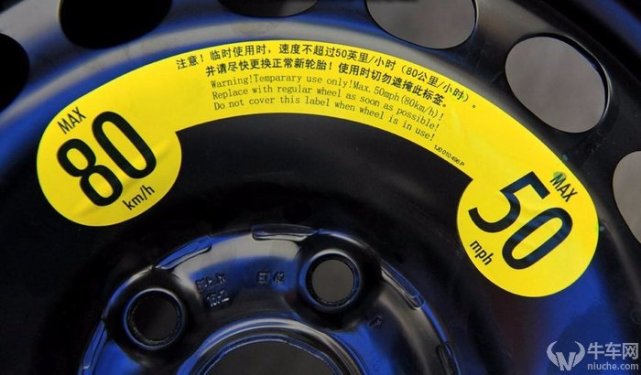 注意！临时使用时，速度不超过50英里/小时（80公里/小时）。
并请尽快更换正常新轮胎！使用时切勿遮掩此标签。
Warning!Temparary use only!Max.50mph(80km/h)!
Replace with regular wheel as soon as possible!
Do not cover this label when wheel is in use!
MAX
80
km/h
MAX
50
mph
ET42
牛车网
niuche.com